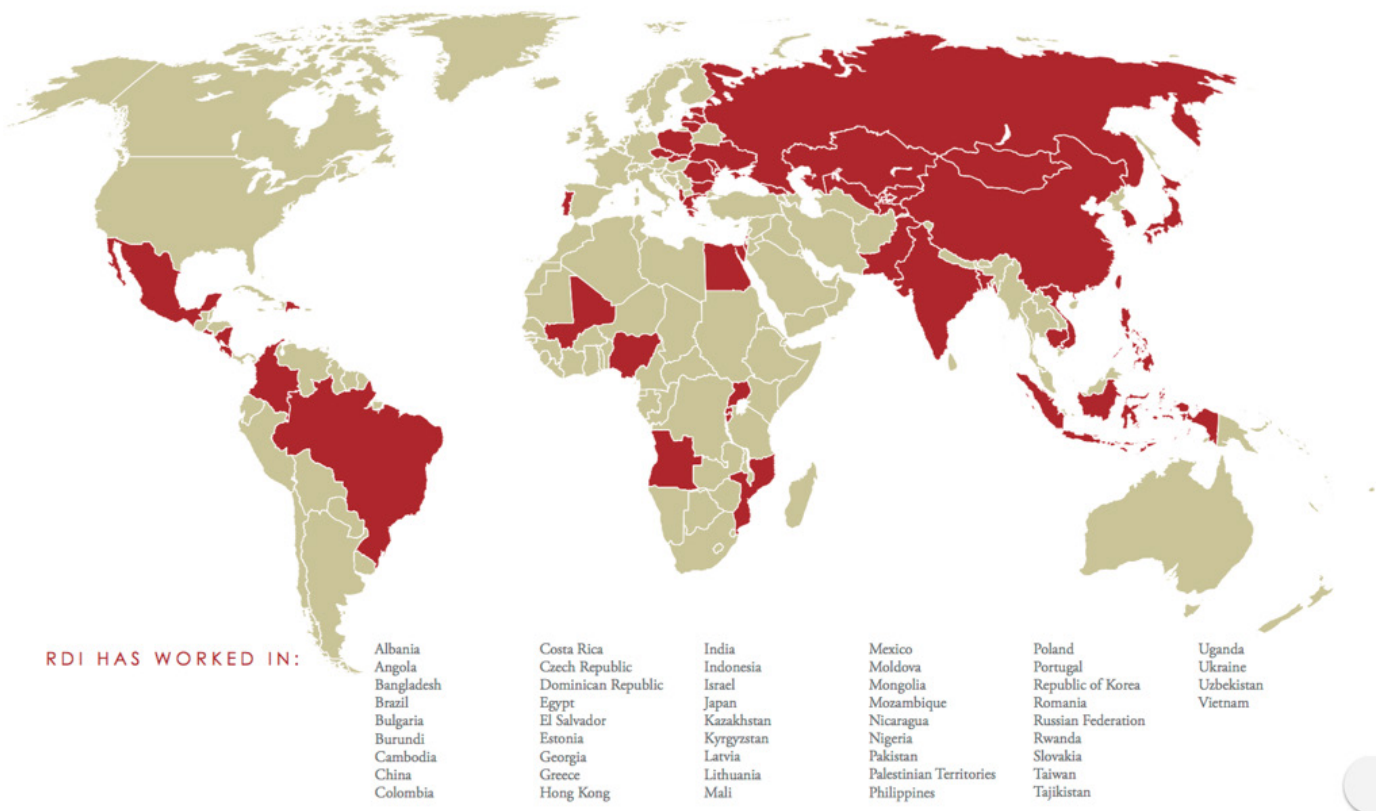 RDI HAS WORKED IN:
Albania
Angola
Bangladesh
Brazil
Bulgaria
Burundi
Cambodia
China
Colombia
Costa Rica
Czech Republic
Dominican Republic
Egypt
El Salvador
Estonia
Georgia
Greece
Hong Kong
India
Indonesia
Israel
Japan
Kazakhstan
Kyrgyzstan
Latvia
Lithuania
Mali
Mexico
Moldova
Mongolia
Mozambique
Nicaragua
Nigeria
Pakistan
Palestinian Territories
Philippines
Poland
Portugal
Republic of Korea
Romania
Russian Federation
Rwanda
Slovakia
Taiwan
Tajikistan
Uganda
Ukraine
Uzbekistan
Vietnam